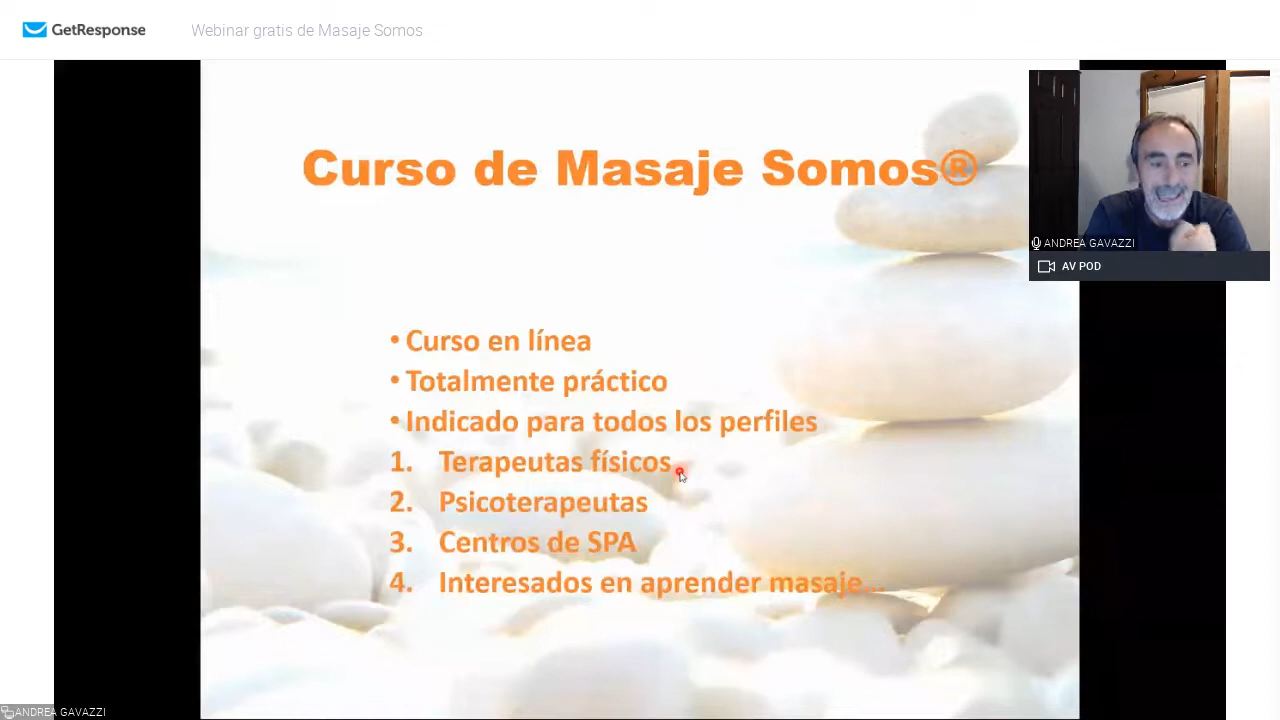 GetResponse
Webinar gratis de Masaje Somos
Curso de Masaje Somos®
ANDREA GAVAZZI
AV POD
• Curso en línea
• Totalmente práctico
• Indicado para todos los perfiles
1. Terapeutas físicos
2. Psicoterapeutas
3. Centros de SPA
4. Interesados en aprender masaje...
ANDREA GAVAZZI